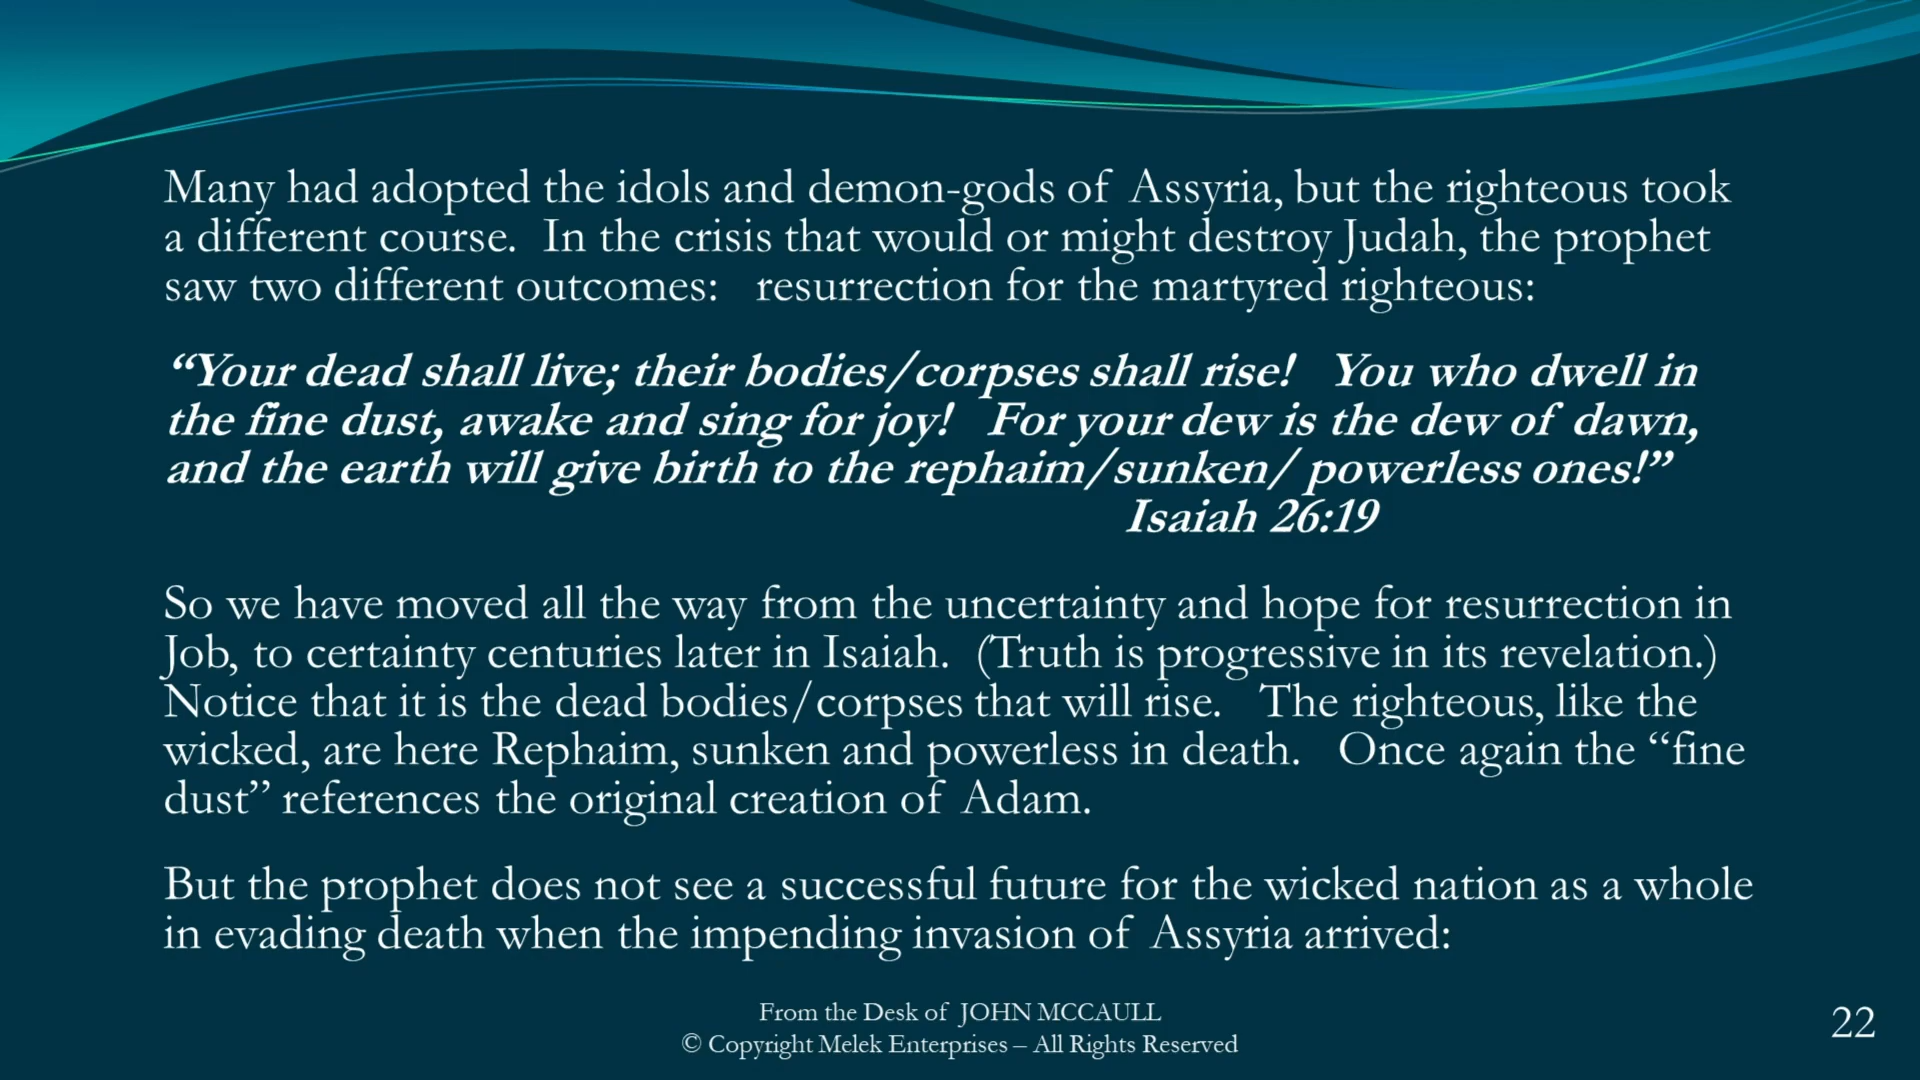 Many had adopted the idols and demon-gods of Assyria, but the righteous took
a different course. In the crisis that would or might destroy Judah, the prophet
saw two different outcomes: resurrection for the martyred righteous:
“Your dead shall live; their bodies/corpses shall rise! You who dwell in
the fine dust, awake and sing for joy! For your dew is the dew of dawn,
and the earth will give birth to the rephaim/sunken/ powerless ones!”
Isaiah 26:19
So we have moved all the way from the uncertainty and hope for resurrection in
Job, to certainty centuries later in Isaiah. (Truth is progressive in its revelation.)
Notice that it is the dead bodies/corpses that will rise. The righteous, like the
wicked, are here Rephaim, sunken and powerless in death. Once again the “fine
dust” references the original creation of Adam.
But the prophet does not see a successful future for the wicked nation as a whole
in evading death when the impending invasion of Assyria arrived:
From the Desk of JOHN MCCAULL
© Copyright Melek Enterprises – All Rights Reserved
22